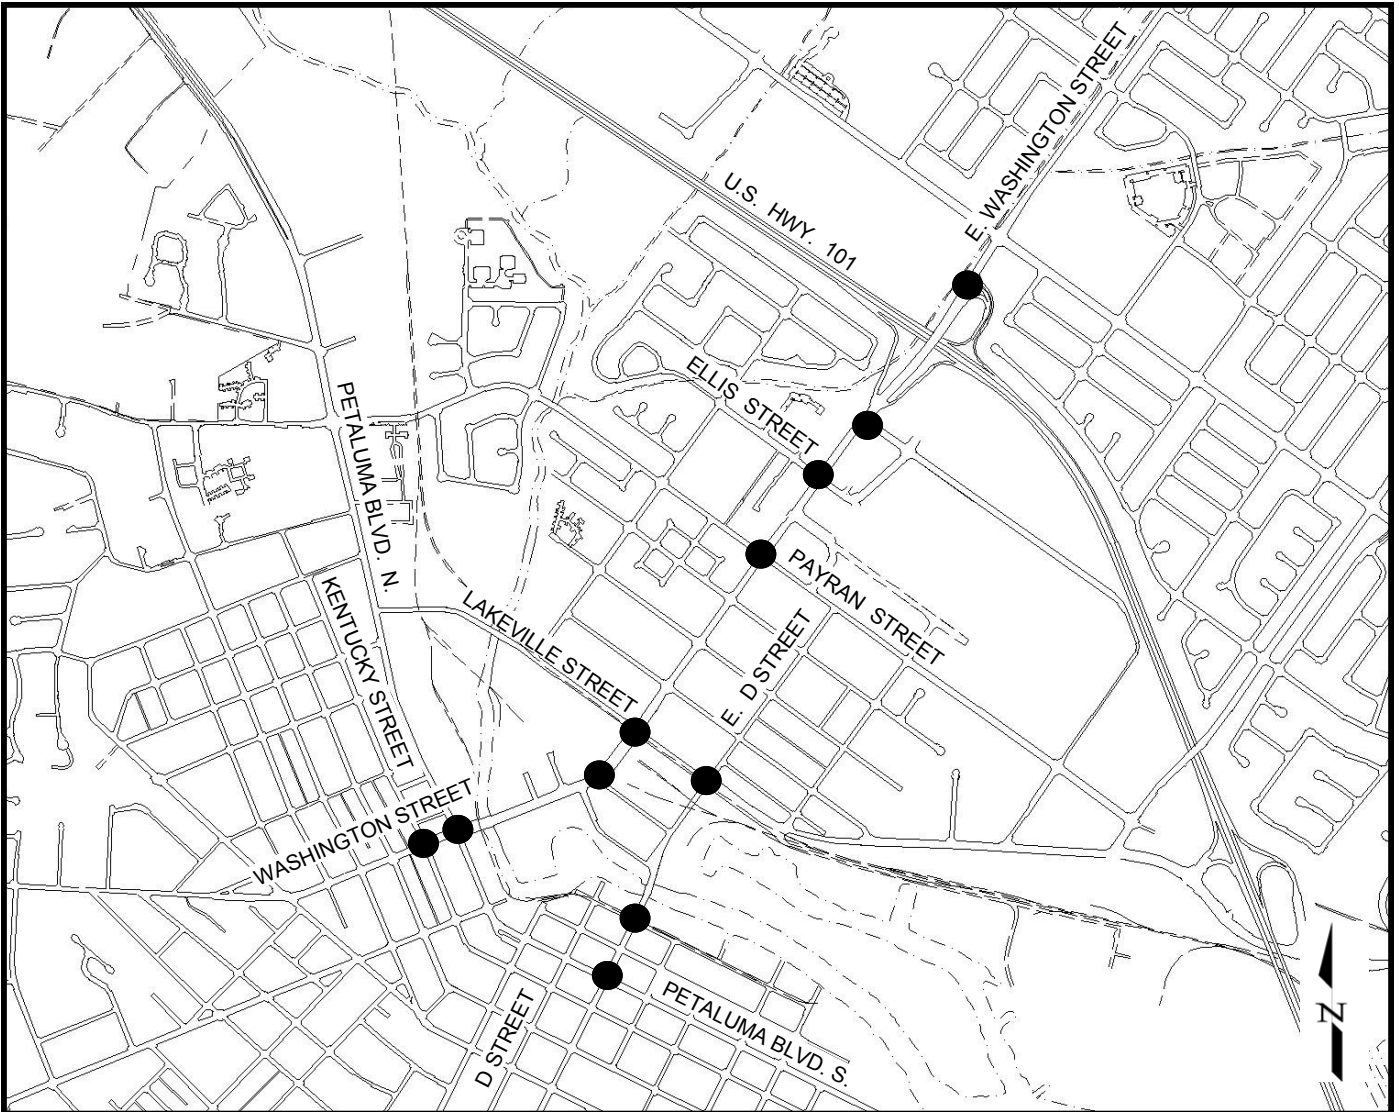 E. WASHINGTON STREET
U.S. HWY. 101
ELLIS STREET
PETALUMA BLVD. N.
PAYRAN STREET
KENTUCKY STREET
LAKEVILLE STREET
E. D STREET
WASHINGTON STREET
D STREET
PETALUMA BLVD. S.
N